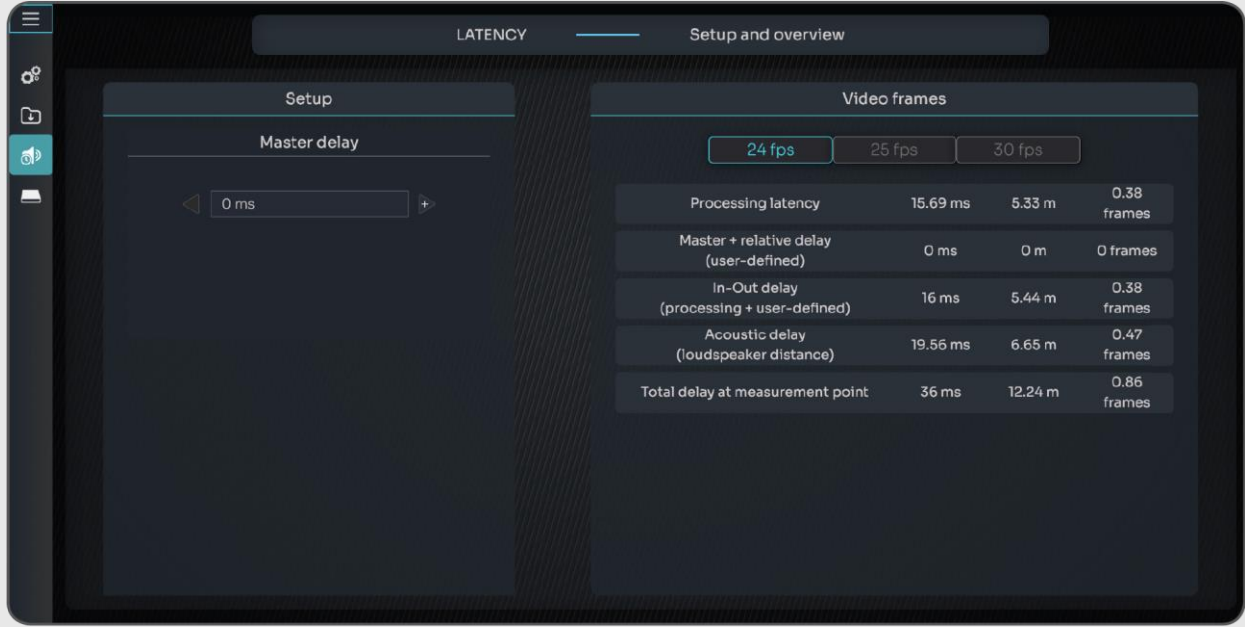 LATENCY Setup and overview
Setup
Master delay
0 ms +
Video frames
24 fps 25 fps 30 fps
Processing latency 15.69 ms 5.33 m 0.38
frames
Master + relative delay
(user-defined) 0 ms 0 m 0 frames
In-Out delay
(processing + user-defined) 16 ms 5.44 m 0.38
frames
Acoustic delay
(loudspeaker distance) 19.56 ms 6.65 m 0.47
frames
Total delay at measurement point 36 ms 12.24 m 0.86
frames